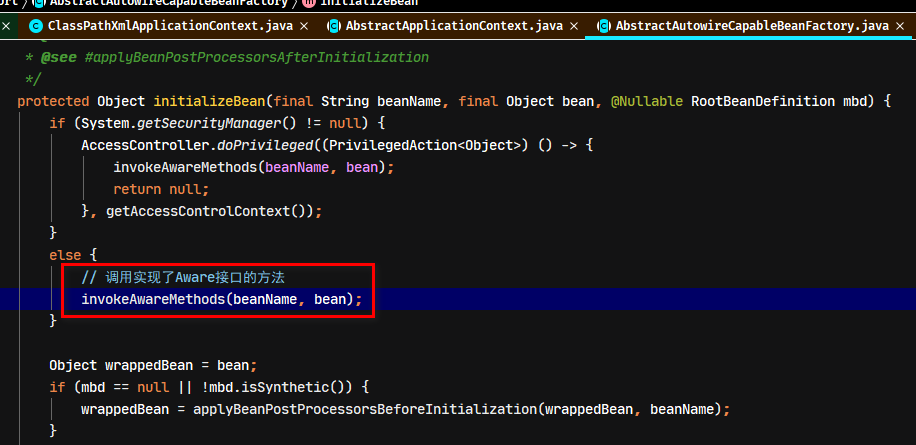 AbstractAutowireCapableBeanFactory / initializeBean
ClassPathXmlApplicationContext.java × AbstractApplicationContext.java × AbstractAutowireCapableBeanFactory.java ×
* @see #applyBeanPostProcessorsAfterInitialization
*/
protected Object initializeBean(final String beanName, final Object bean, @Nullable RootBeanDefinition mbd) {
if (System.getSecurityManager() != null) {
AccessController.doPrivileged((PrivilegedAction<Object>) () -> {
invokeAwareMethods(beanName, bean);
return null;
}, getAccessControlContext());
}
else {
// 调用实现了Aware接口的方法
invokeAwareMethods(beanName, bean);
}
Object wrappedBean = bean;
if (mbd == null || !mbd.isSynthetic()) {
wrappedBean = applyBeanPostProcessorsBeforeInitialization(wrappedBean, beanName);
}